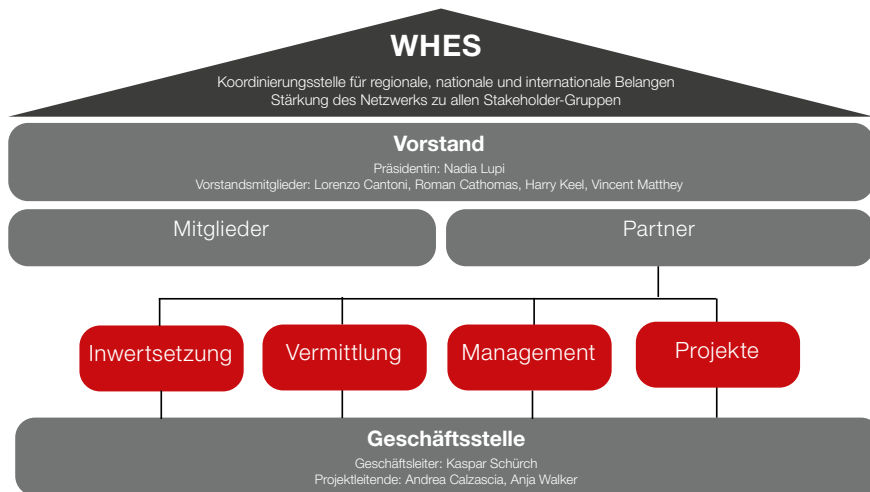 WHES
Koordinierungsstelle für regionale, nationale und internationale Belangen
Stärkung des Netzwerks zu allen Stakeholder-Gruppen
Vorstand
Präsidentin: Nadia Lupi
Vorstandsmitglieder: Lorenzo Cantoni, Roman Cathomas, Harry Keel, Vincent Matthey
Mitglieder
Partner
Inwertsetzung
Vermittlung
Management
Projekte
Geschäftsstelle
Geschäftsleiter: Kaspar Schürch
Projektleitende: Andrea Calzascia, Anja Walker